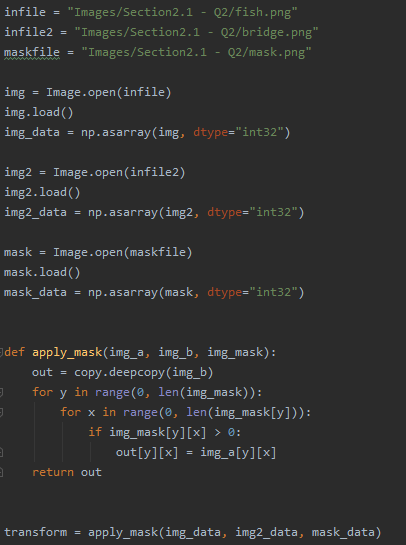 infile = "Images/Section2.1 - Q2/fish.png"
infile2 = "Images/Section2.1 - Q2/bridge.png"
maskfile = "Images/Section2.1 - Q2/mask.png"
img = Image.open(infile)
img.load()
img_data = np.asarray(img, dtype="int32")
img2 = Image.open(infile2)
img2.load()
img2_data = np.asarray(img2, dtype="int32")
mask = Image.open(maskfile)
mask.load()
mask_data = np.asarray(mask, dtype="int32")
def apply_mask(img_a, img_b, img_mask):
    out = copy.deepcopy(img_b)
    for y in range(0, len(img_mask)):
        for x in range(0, len(img_mask[y])):
            if img_mask[y][x] > 0:
                out[y][x] = img_a[y][x]
    return out
transform = apply_mask(img_data, img2_data, mask_data)